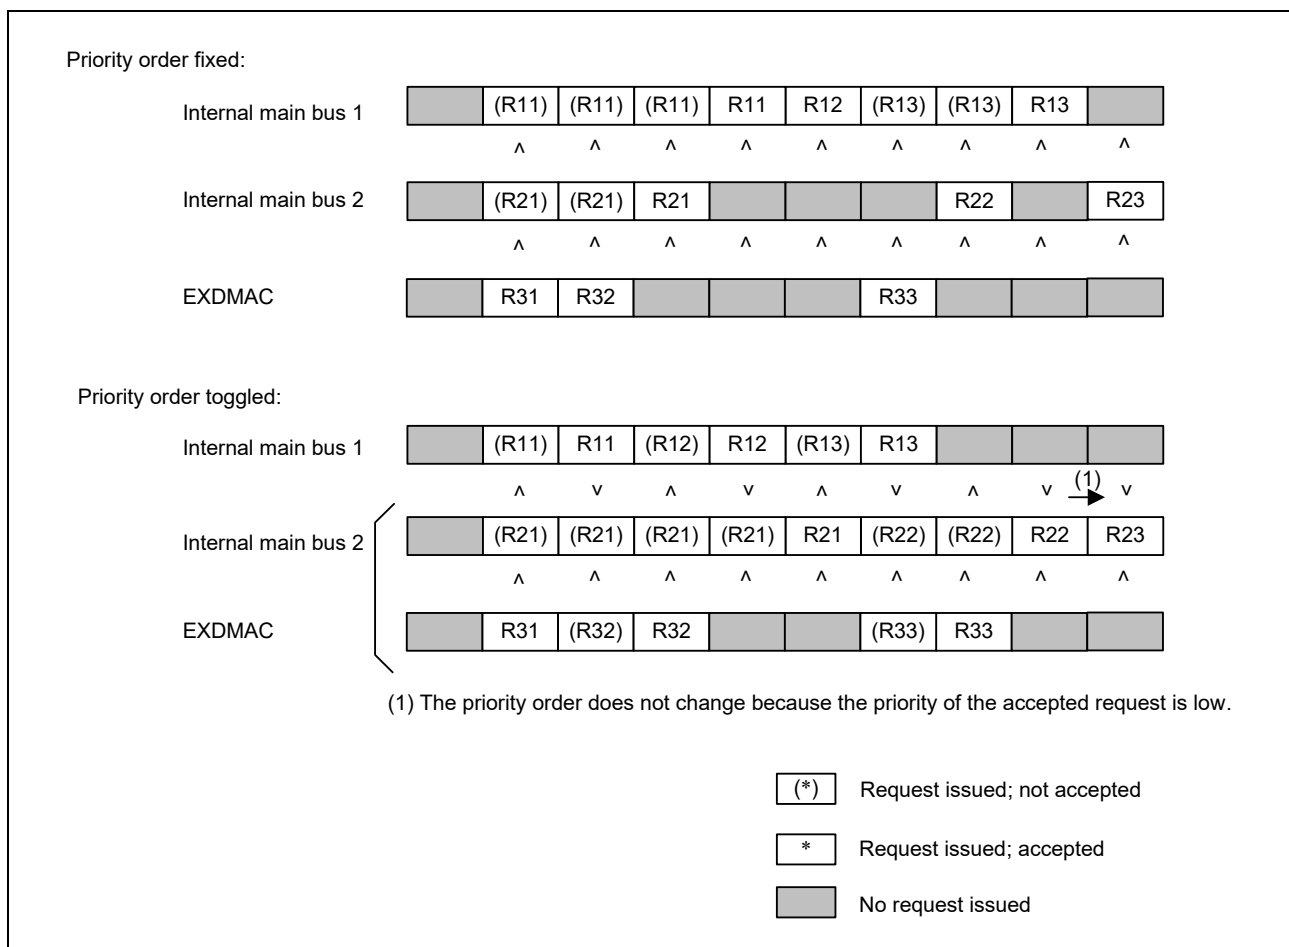 Priority order fixed:
Internal main bus 1 (R11) (R11) (R11) R11 R12 (R13) (R13) R13
^ ^ ^ ^ ^ ^ ^ ^ ^
Internal main bus 2 (R21) (R21) R21 R22 R23
^ ^ ^ ^ ^ ^ ^ ^ ^
EXDMAC R31 R32 R33
Priority order toggled:
Internal main bus 1 (R11) R11 (R12) R12 (R13) R13
^ v ^ v ^ v ^ v (1) v
Internal main bus 2 (R21) (R21) (R21) (R21) R21 (R22) (R22) R22 R23
^ ^ ^ ^ ^ ^ ^ ^ ^
EXDMAC R31 (R32) R32 (R33) R33
(1) The priority order does not change because the priority of the accepted request is low.
(*) Request issued; not accepted
* Request issued; accepted
No request issued